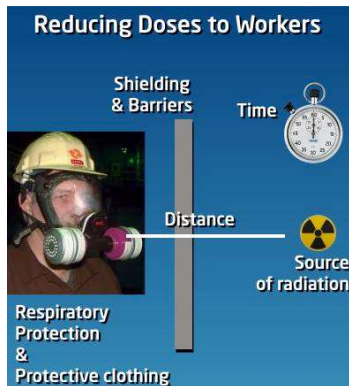 Reducing Doses to Workers
Shielding
& Barriers
Time
Distance
Source
of radiation
Respiratory
Protection
&
Protective clothing